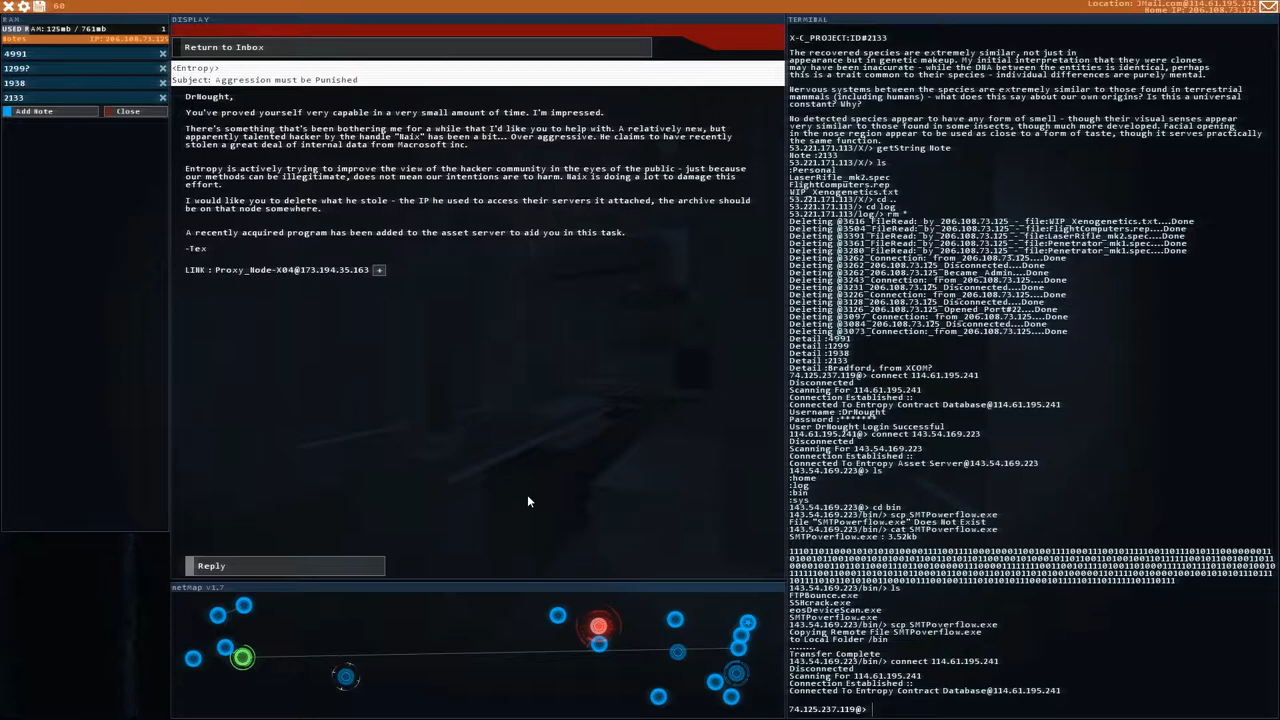 60
Location: JMail.com@114.61.195.241
Home IP: 206.108.73.125
RAM
USED RAM: 125mb / 761mb
1
Notes
IP: 206.108.73.125
4991
1299?
1938
2133
Add Note
Close
DISPLAY
Return to Inbox
<Entropy>
Subject: Aggression must be Punished
DrNought,
You've proved yourself very capable in a very small amount of time. I'm impressed.
There's something that's been bothering me for a while that I'd like you to help with. A relatively new, but
apparently talented hacker by the handle "Naix" has been a bit... Over aggressive. He claims to have recently
stolen a great deal of internal data from Macrosoft inc.
Entropy is actively trying to improve the view of the hacker community in the eyes of the public - just because
our methods can be illegitimate, does not mean our intentions are to harm. Naix is doing a lot to damage this
effort.
I would like you to delete what he stole - the IP he used to access their servers it attached, the archive should
be on that node somewhere.
A recently acquired program has been added to the asset server to aid you in this task.
-Tex
LINK : Proxy_Node-X04@173.194.35.163
+
Reply
netMap v1.7
TERMINAL
X-C_PROJECT:ID#2133
The recovered species are extremely similar, not just in
appearance but in genetic makeup. My initial interpretation that they were clones
may have been inaccurate - while the DNA between the entities is identical, perhaps
this is a trait common to their species - individual differences are purely mental.
Nervous systems between the species are extremely similar to those found in terrestrial
mammals (including humans) - what does this say about our own origins? Is this a universal
constant? Why?
No detected species appear to have any form of smell - though their visual senses appear
very similar to those found in some insects, though much more developed. Facial opening
in the nose region appear to be used as close to a form of taste, though it serves practically
the same function.
53.221.171.113/X/> getString Note
Note :2133
53.221.171.113/X/> ls
:Personal
LaserRifle_mk2.spec
FlightComputers.rep
WIP_Xenogenetics.txt
53.221.171.113/X/> cd ..
53.221.171.113/> cd log
53.221.171.113/log/> rm *
Deleting @3616_FileRead:_by_206.108.73.125_-_file:WIP_Xenogenetics.txt....Done
Deleting @3504_FileRead:_by_206.108.73.125_-_file:FlightComputers.rep....Done
Deleting @3391_FileRead:_by_206.108.73.125_-_file:LaserRifle_mk2.spec....Done
Deleting @3361_FileRead:_by_206.108.73.125_-_file:Penetrator_mk1.spec....Done
Deleting @3280_FileRead:_by_206.108.73.125_-_file:Penetrator_mk1.spec....Done
Deleting @3262_Connection:_from_206.108.73.125....Done
Deleting @3262_206.108.73.125_Disconnected....Done
Deleting @3262_206.108.73.125_Became_Admin....Done
Deleting @3243_Connection:_from_206.108.73.125....Done
Deleting @3231_206.108.73.125_Disconnected....Done
Deleting @3226_Connection:_from_206.108.73.125....Done
Deleting @3128_206.108.73.125_Disconnected....Done
Deleting @3126_206.108.73.125_Opened_Port#22....Done
Deleting @3097_Connection:_from_206.108.73.125....Done
Deleting @3084_206.108.73.125_Disconnected....Done
Deleting @3073_Connection:_from_206.108.73.125....Done
Detail :4991
Detail :1299
Detail :1938
Detail :2133
Detail :Bradford, from XCOM?
74.125.237.119@> connect 114.61.195.241
Disconnected
Scanning For 114.61.195.241
Connection Established ::
Connected To Entropy Contract Database@114.61.195.241
Username :DrNought
Password :*******
User DrNought Login Successful
114.61.195.241@> connect 143.54.169.223
Disconnected
Scanning For 143.54.169.223
Connection Established ::
Connected To Entropy Asset Server@143.54.169.223
143.54.169.223@> ls
:home
:log
:bin
:sys
143.54.169.223@> cd bin
143.54.169.223/bin/> scp SMTPowerflow.exe
File "SMTPowerflow.exe" Does Not Exist
143.54.169.223/bin/> cat SMTPoverflow.exe
SMTPoverflow.exe : 3.52kb
143.54.169.223/bin/> ls
FTPBounce.exe
SSHcrack.exe
eosDeviceScan.exe
SMTPoverflow.exe
143.54.169.223/bin/> scp SMTPoverflow.exe
Copying Remote File SMTPoverflow.exe
to Local Folder /bin
........
Transfer Complete
143.54.169.223/bin/> connect 114.61.195.241
Disconnected
Scanning For 114.61.195.241
Connection Established ::
Connected To Entropy Contract Database@114.61.195.241
74.125.237.119@>